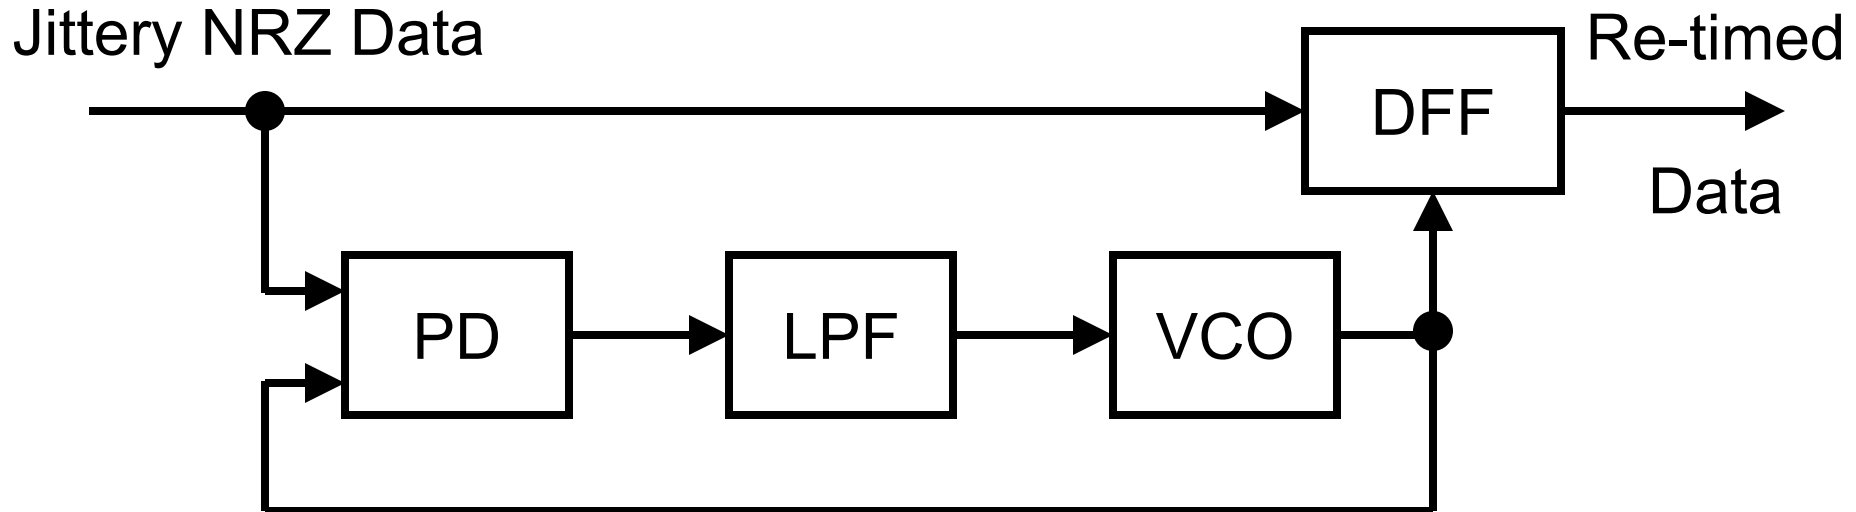 Jittery NRZ Data
DFF
Re-timed
Data
PD
LPF
VCO